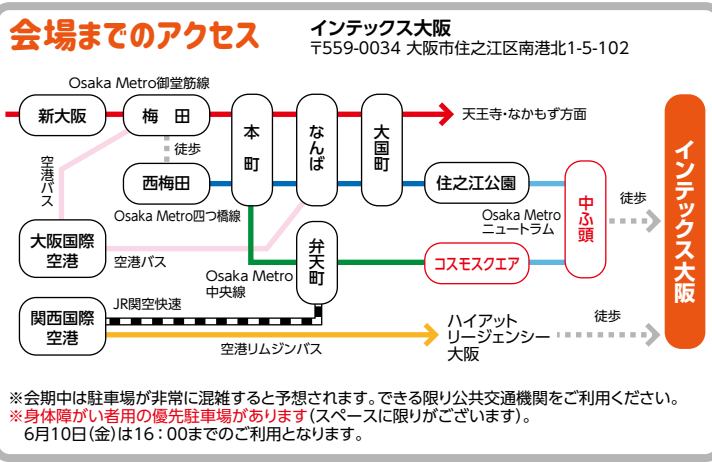 会場までのアクセス
インテックス大阪
〒559-0034 大阪市住之江区南港北1-5-102
Osaka Metro御堂筋線
新大阪
梅田
本町
なんば
大国町
天王寺・なかもず方面
徒歩
空港バス
西梅田
住之江公園
Osaka Metro四つ橋線
Osaka Metro
ニュートラム
中ふ頭
徒歩
インテックス大阪
大阪国際
空港
空港バス
弁天町
コスモスクエア
Osaka Metro
中央線
関西国際
空港
JR関空快速
空港リムジンバス
ハイアット
リージェンシー
大阪
徒歩
※会期中は駐車場が非常に混雑すると予想されます。できる限り公共交通機関をご利用ください。
※身体障がい者用の優先駐車場があります(スペースに限りがございます)。
6月10日(金)は16：00までのご利用となります。